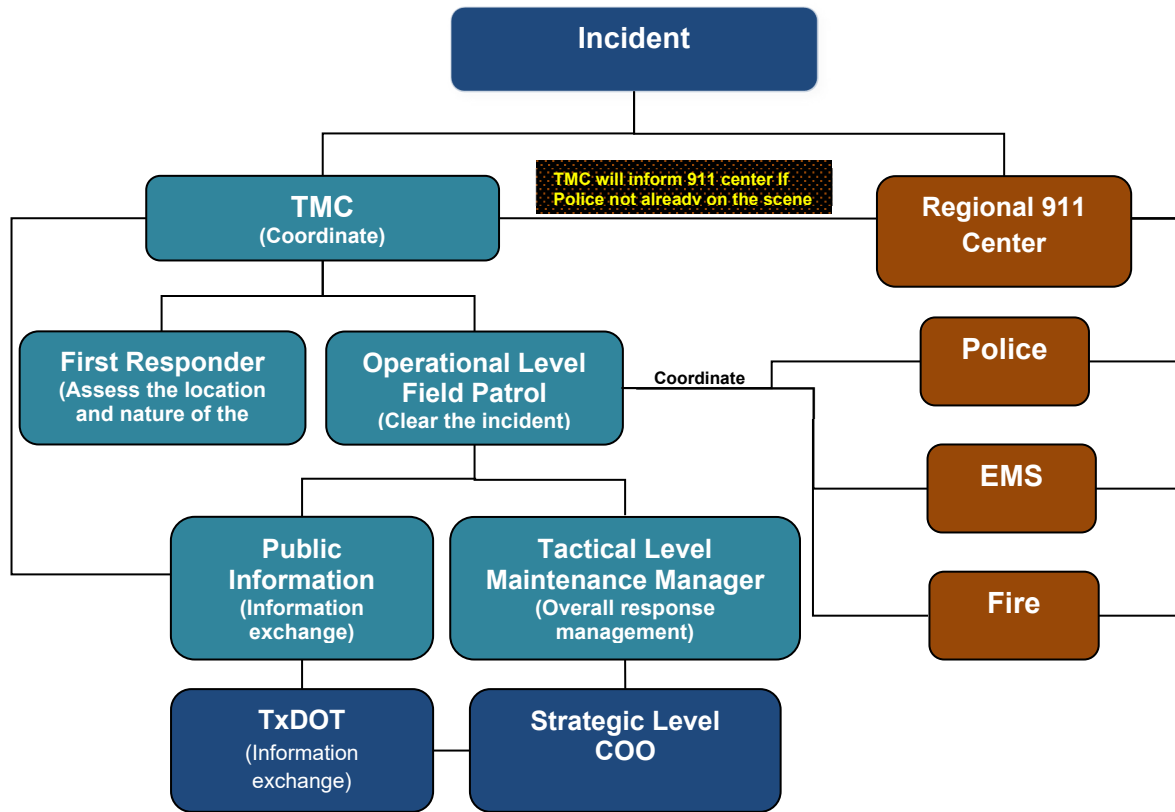 Incident
TMC will inform 911 center If
Police not already on the scene
TMC
(Coordinate)
Regional 911
Center
First Responder
(Assess the location
and nature of the
Operational Level
Field Patrol
(Clear the incident)
Coordinate
Police
EMS
Public
Information
(Information
exchange)
Tactical Level
Maintenance Manager
(Overall response
management)
Fire
TxDOT
(Information
exchange)
Strategic Level
COO